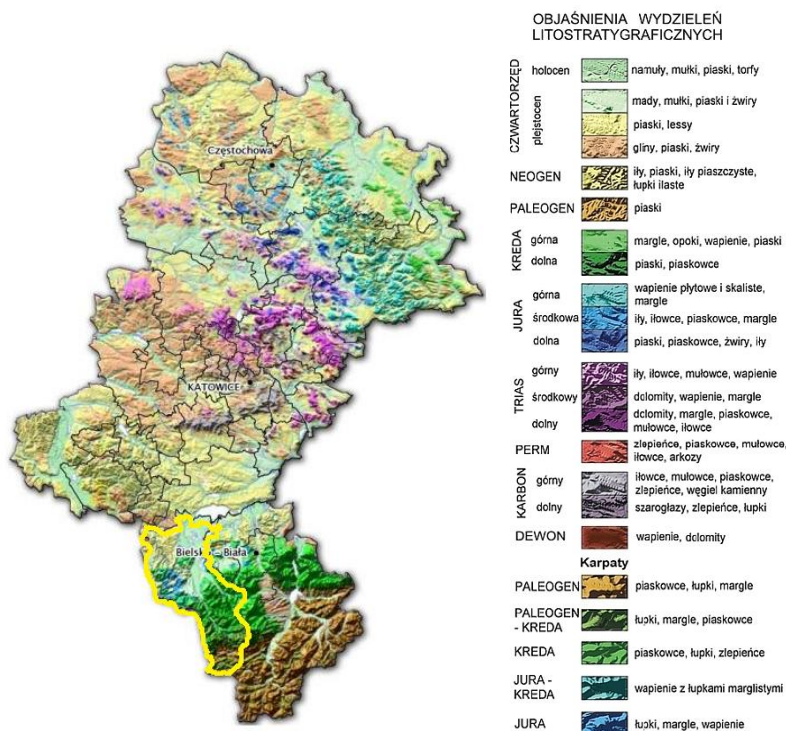 OBJAŚNIENIA WYDZIELEŃ
LITOSTRATYGRAFICZNYCH
CZWARTORZĘD
holocen
namuły, mułki, piaski, torfy
plejstocen
mady, mułki, piaski i żwiry
piaski, lessy
gliny, piaski, żwiry
NEOGEN
iły, piaski, iły piaszczyste,
łupki ilaste
PALEOGEN
piaski
KREDA
górna
margle, opoki, wapienie, piaski
dolna
piaski, piaskowce
JURA
górna
wapienie płytowe i skaliste,
margle
środkowa
iły, iłowce, piaskowce, margle
dolna
piaski, piaskowce, żwiry, iły
TRIAS
górny
iły, iłowce, mułowce, wapienie
środkowy
dolomity, wapienie, margle
dolny
dolomity, margle, piaskowce,
mułowce, iłowce
PERM
zlepieńce, piaskowce, mułowce,
iłowce, arkozy
KARBON
górny
iłowce, mułowce, piaskowce,
zlepieńce, węgiel kamienny
dolny
szarogłazy, zlepieńce, łupki
DEWON
wapienie, dolomity
Karpaty
PALEOGEN
piaskowce, łupki, margle
PALEOGEN
- KREDA
łupki, margle, piaskowce
KREDA
piaskowce, łupki, zlepieńce
JURA -
KREDA
wapienie z łupkami marglistymi
JURA
łupki, margle, wapienie
Częstochowa
KATOWICE
Bielsko - Biała